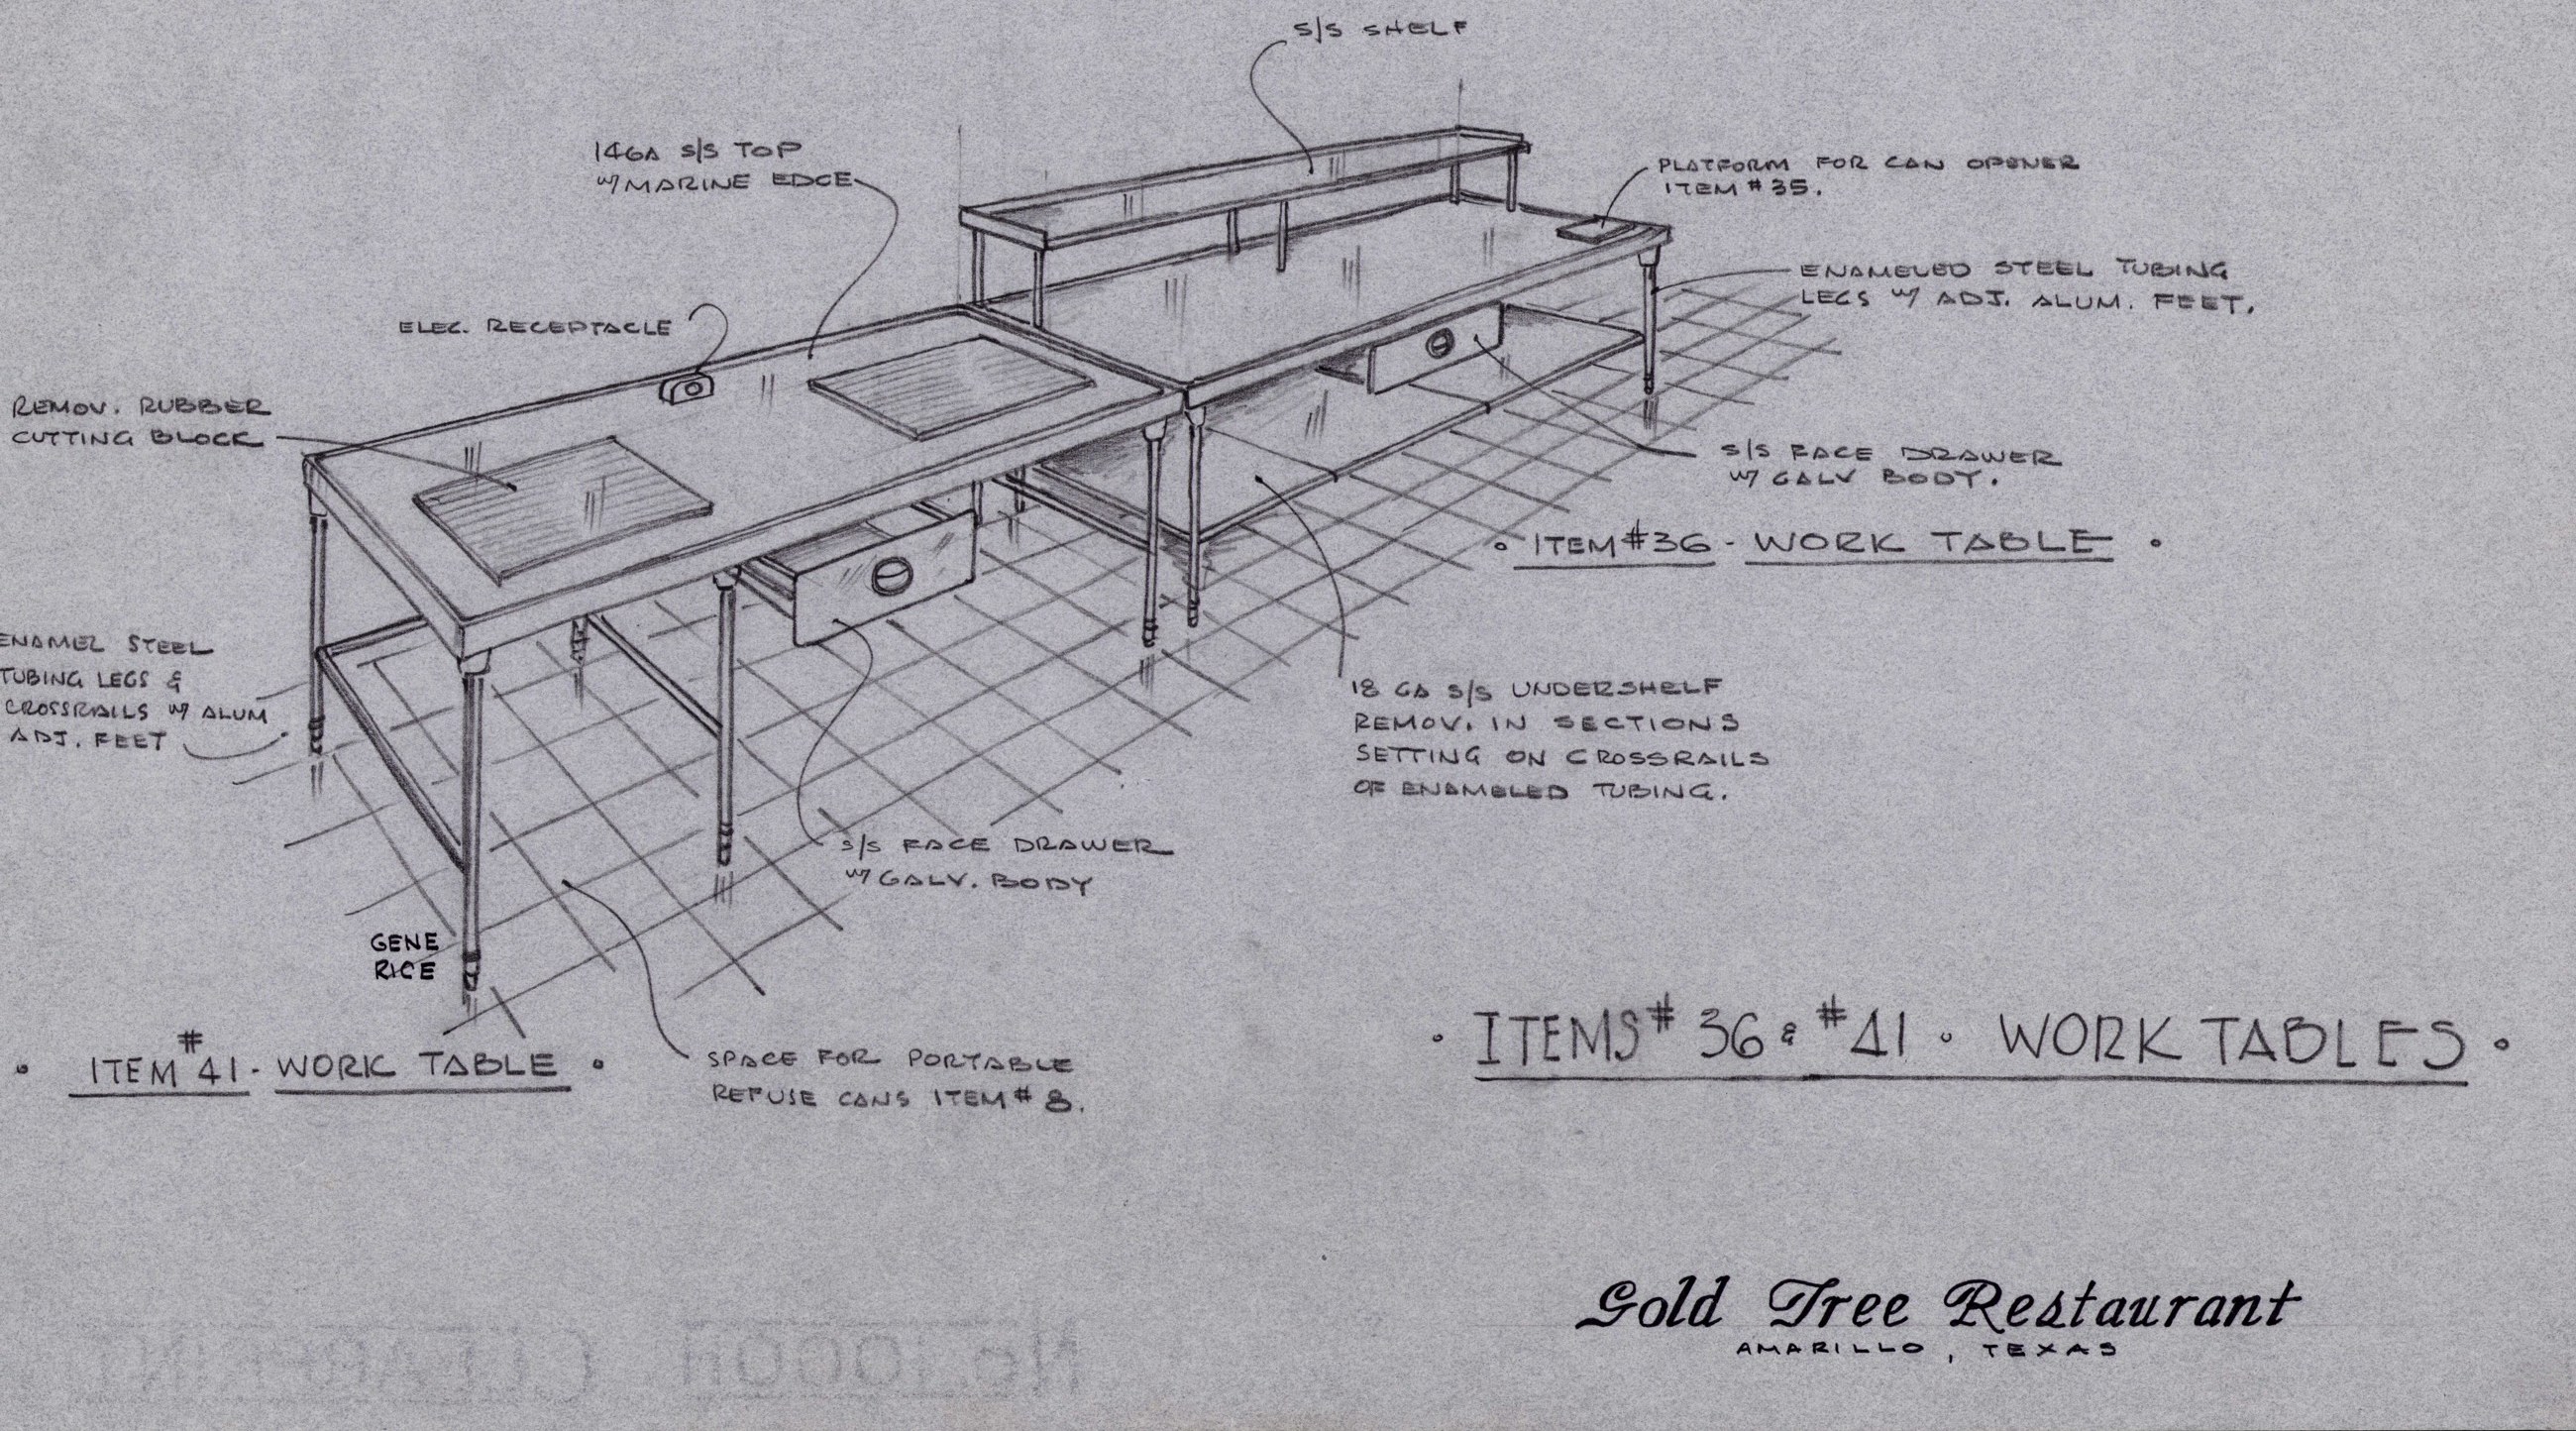 S/S SHELF
14GA S/S TOP
W/ MARINE EDGE
PLATFORM FOR CAN OPENER
ITEM # 35.
ENAMELED STEEL TUBING
LEGS W/ ADJ. ALUM. FEET.
ELEC. RECEPTACLE
REMOV. RUBBER
CUTTING BLOCK
S/S FACE DRAWER
W/ GALV BODY.
• ITEM #36 - WORK TABLE •
ENAMEL STEEL
TUBING LEGS &
CROSSRAILS W/ ALUM
ADJ. FEET
18 GA S/S UNDERSHELF
REMOV. IN SECTIONS
SETTING ON CROSSRAILS
OF ENAMELED TUBING.
S/S FACE DRAWER
W/ GALV. BODY
GENE
RICE
• ITEM #41 - WORK TABLE •
SPACE FOR PORTABLE
REFUSE CANS ITEM # 8.
• ITEMS # 36 & #41 • WORK TABLES •
Gold Tree Restaurant
AMARILLO, TEXAS